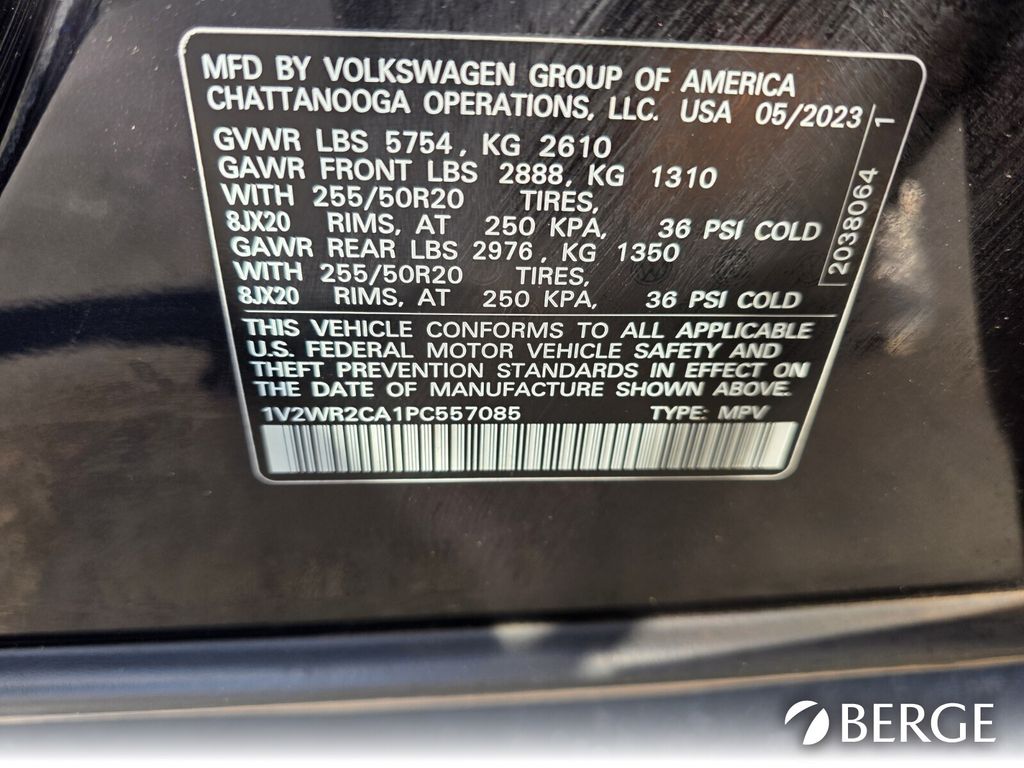 MFD BY VOLKSWAGEN GROUP OF AMERICA
CHATTANOOGA OPERATIONS, LLC. USA 05/2023
GVWR LBS 5754, KG 2610
GAWR FRONT LBS 2888, KG 1310
WITH 255/50R20 TIRES,
8JX20 RIMS, AT 250 KPA, 36 PSI COLD
GAWR REAR LBS 2976, KG 1350
WITH 255/50R20 TIRES,
8JX20 RIMS, AT 250 KPA, 36 PSI COLD
THIS VEHICLE CONFORMS TO ALL APPLICABLE
U.S. FEDERAL MOTOR VEHICLE SAFETY AND
THEFT PREVENTION STANDARDS IN EFFECT ON
THE DATE OF MANUFACTURE SHOWN ABOVE.
1V2WR2CA1PC557085 TYPE: MPV
2038064 1
BERGE